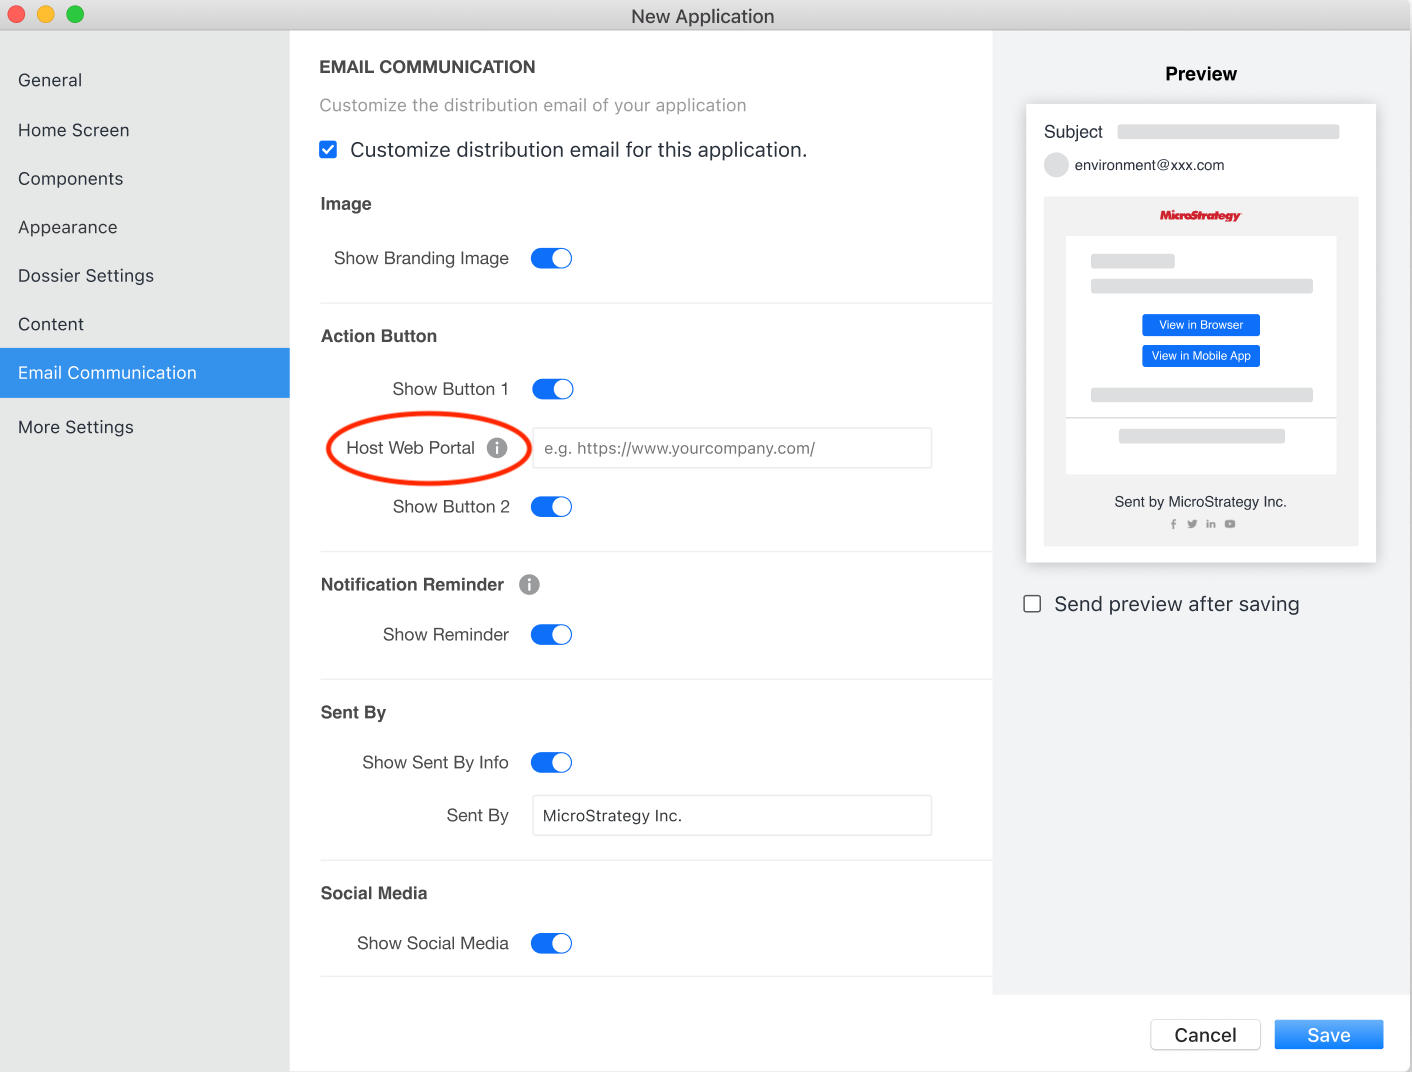 New Application
General
Home Screen
Components
Appearance
Dossier Settings
Content
Email Communication
More Settings
EMAIL COMMUNICATION
Customize the distribution email of your application
Customize distribution email for this application.
Image
Show Branding Image
Action Button
Show Button 1
Host Web Portal
e.g. https://www.yourcompany.com/
Show Button 2
Notification Reminder
Show Reminder
Sent By
Show Sent By Info
Sent By
MicroStrategy Inc.
Social Media
Show Social Media
Preview
Subject
environment@xxx.com
MicroStrategy
View in Browser
View in Mobile App
Sent by MicroStrategy Inc.
Send preview after saving
Cancel
Save